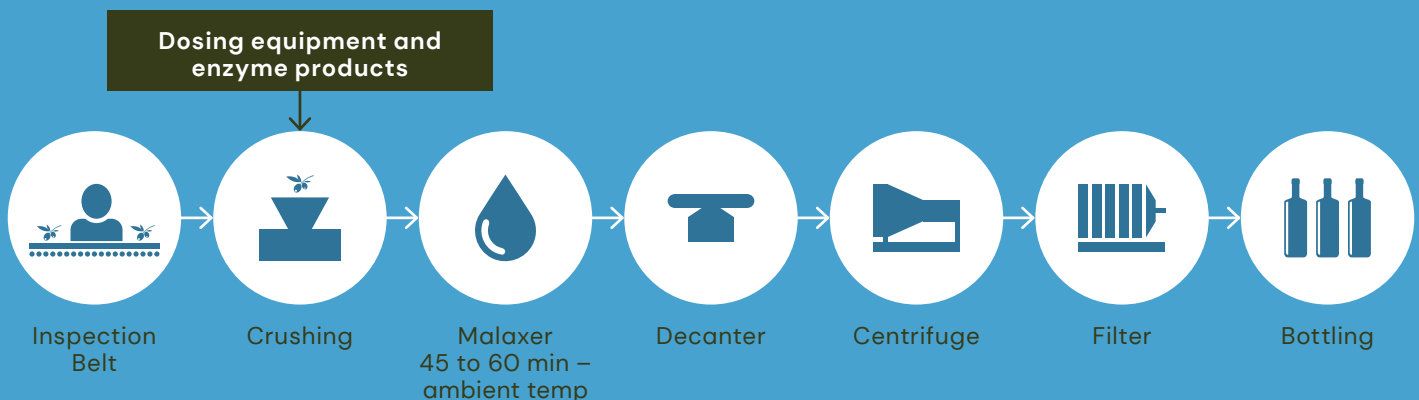 Dosing equipment and
enzyme products
Inspection
Belt
Crushing
Malaxer
45 to 60 min –
ambient temp
Decanter
Centrifuge
Filter
Bottling